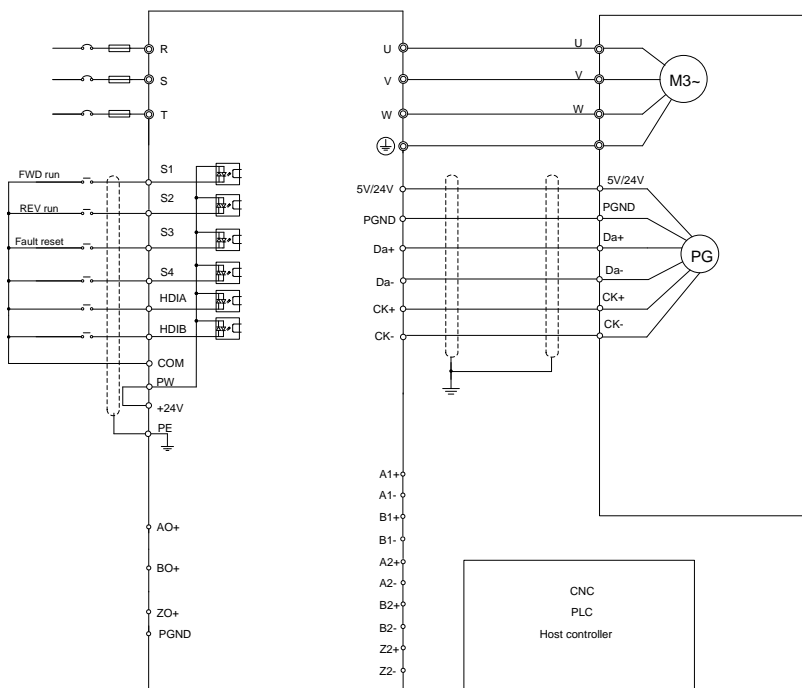 R
S
T
U
V
W
U
V
W
M3~
FWD run
REV run
Fault reset
S1
S2
S3
S4
HDIA
HDIB
COM
PW
+24V
PE
5V/24V
PGND
Da+
Da-
CK+
CK-
5V/24V
PGND
Da+
Da-
CK+
CK-
PG
AO+
BO+
ZO+
PGND
A1+
A1-
B1+
B1-
A2+
A2-
B2+
B2-
Z2+
Z2-
CNC
PLC
Host controller